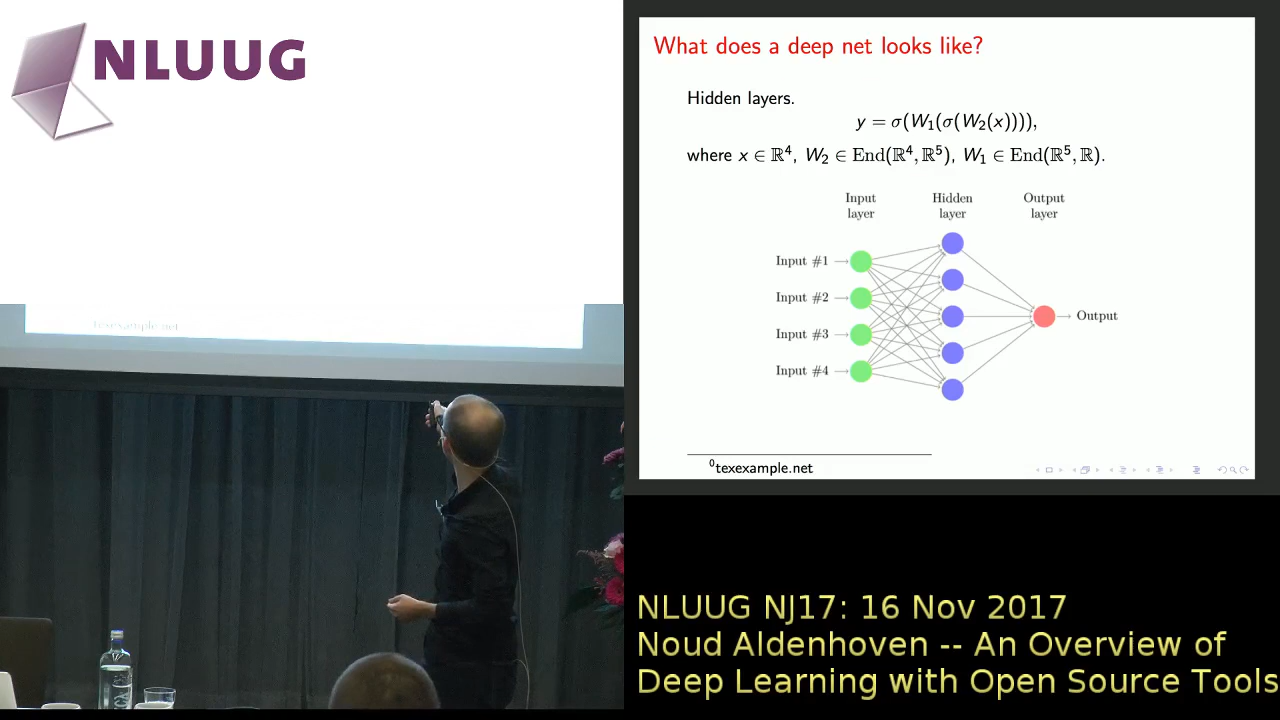 NLUUG
texexample.net
What does a deep net looks like?
Hidden layers.
y = σ(W₁(σ(W₂(x)))),
where x ∈ ℝ⁴, W₂ ∈ End(ℝ⁴, ℝ⁵), W₁ ∈ End(ℝ⁵, ℝ).
Input layer
Hidden layer
Output layer
Input #1
Input #2
Input #3
Input #4
Output
⁰texexample.net
NLUUG NJ17: 16 Nov 2017
Noud Aldenhoven -- An Overview of
Deep Learning with Open Source Tools